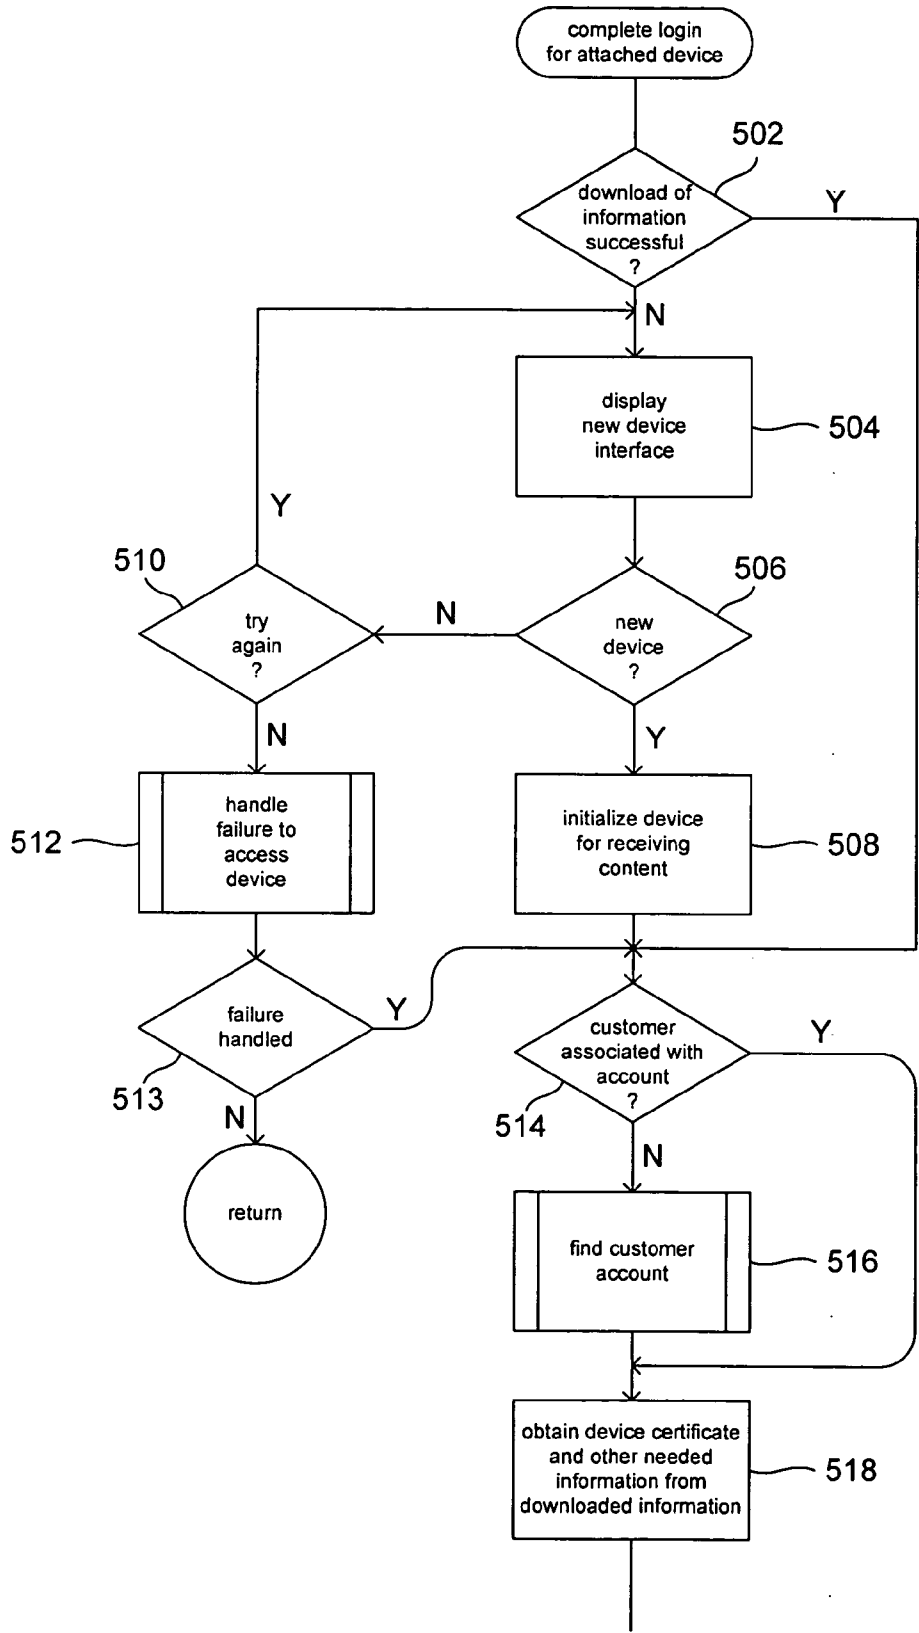 complete login
for attached device
502
download of
information
successful
?
Y
N
display
new device
interface
504
Y
510
try
again
?
N
506
new
device
?
N
Y
512
handle
failure to
access
device
initialize device
for receiving
content
508
failure
handled
Y
513
N
customer
associated with
account
?
Y
514
N
return
find customer
account
516
obtain device certificate
and other needed
information from
downloaded information
518